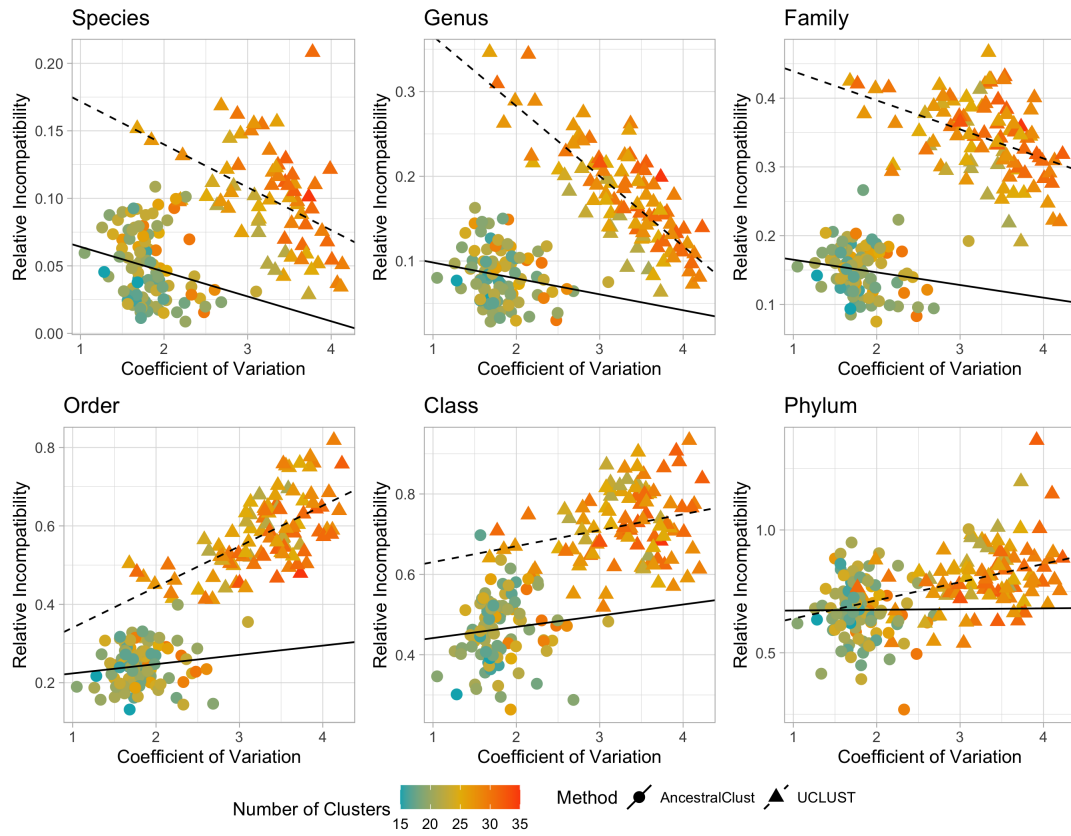 Species Genus Family
0.20
0.15
0.10
0.05
0.00
0.3
0.2
0.1
0.4
0.3
0.2
0.1
Relative Incompatibility Relative Incompatibility Relative Incompatibility
1 2 3 4 1 2 3 4 1 2 3 4
Coefficient of Variation Coefficient of Variation Coefficient of Variation
Order Class Phylum
0.8
0.6
0.4
0.2
0.8
0.6
0.4
1.0
0.5
Relative Incompatibility Relative Incompatibility Relative Incompatibility
1 2 3 4 1 2 3 4 1 2 3 4
Coefficient of Variation Coefficient of Variation Coefficient of Variation
Number of Clusters Method AncestralClust UCLUST
15 20 25 30 35